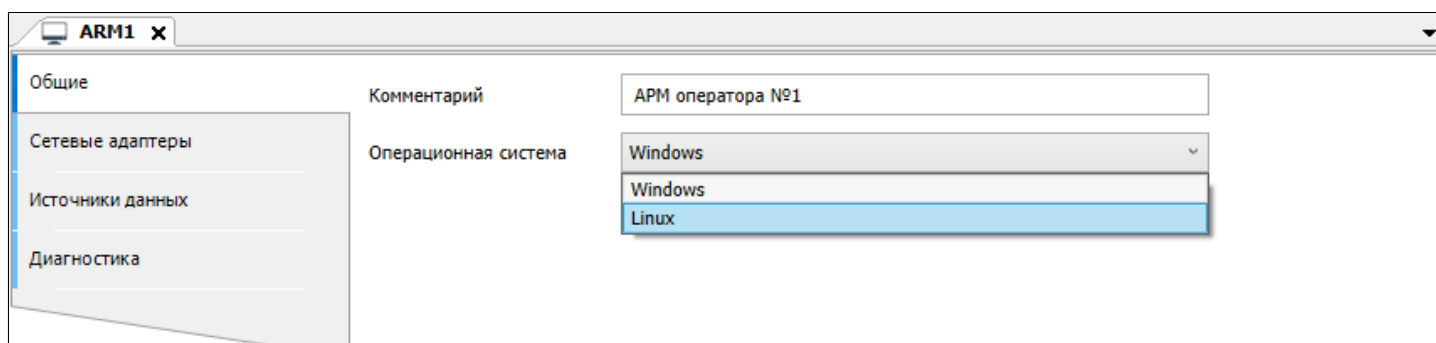 ARM1 x
Общие
Комментарий
АРМ оператора №1
Сетевые адаптеры
Операционная система
Windows
Windows
Источники данных
Linux
Диагностика